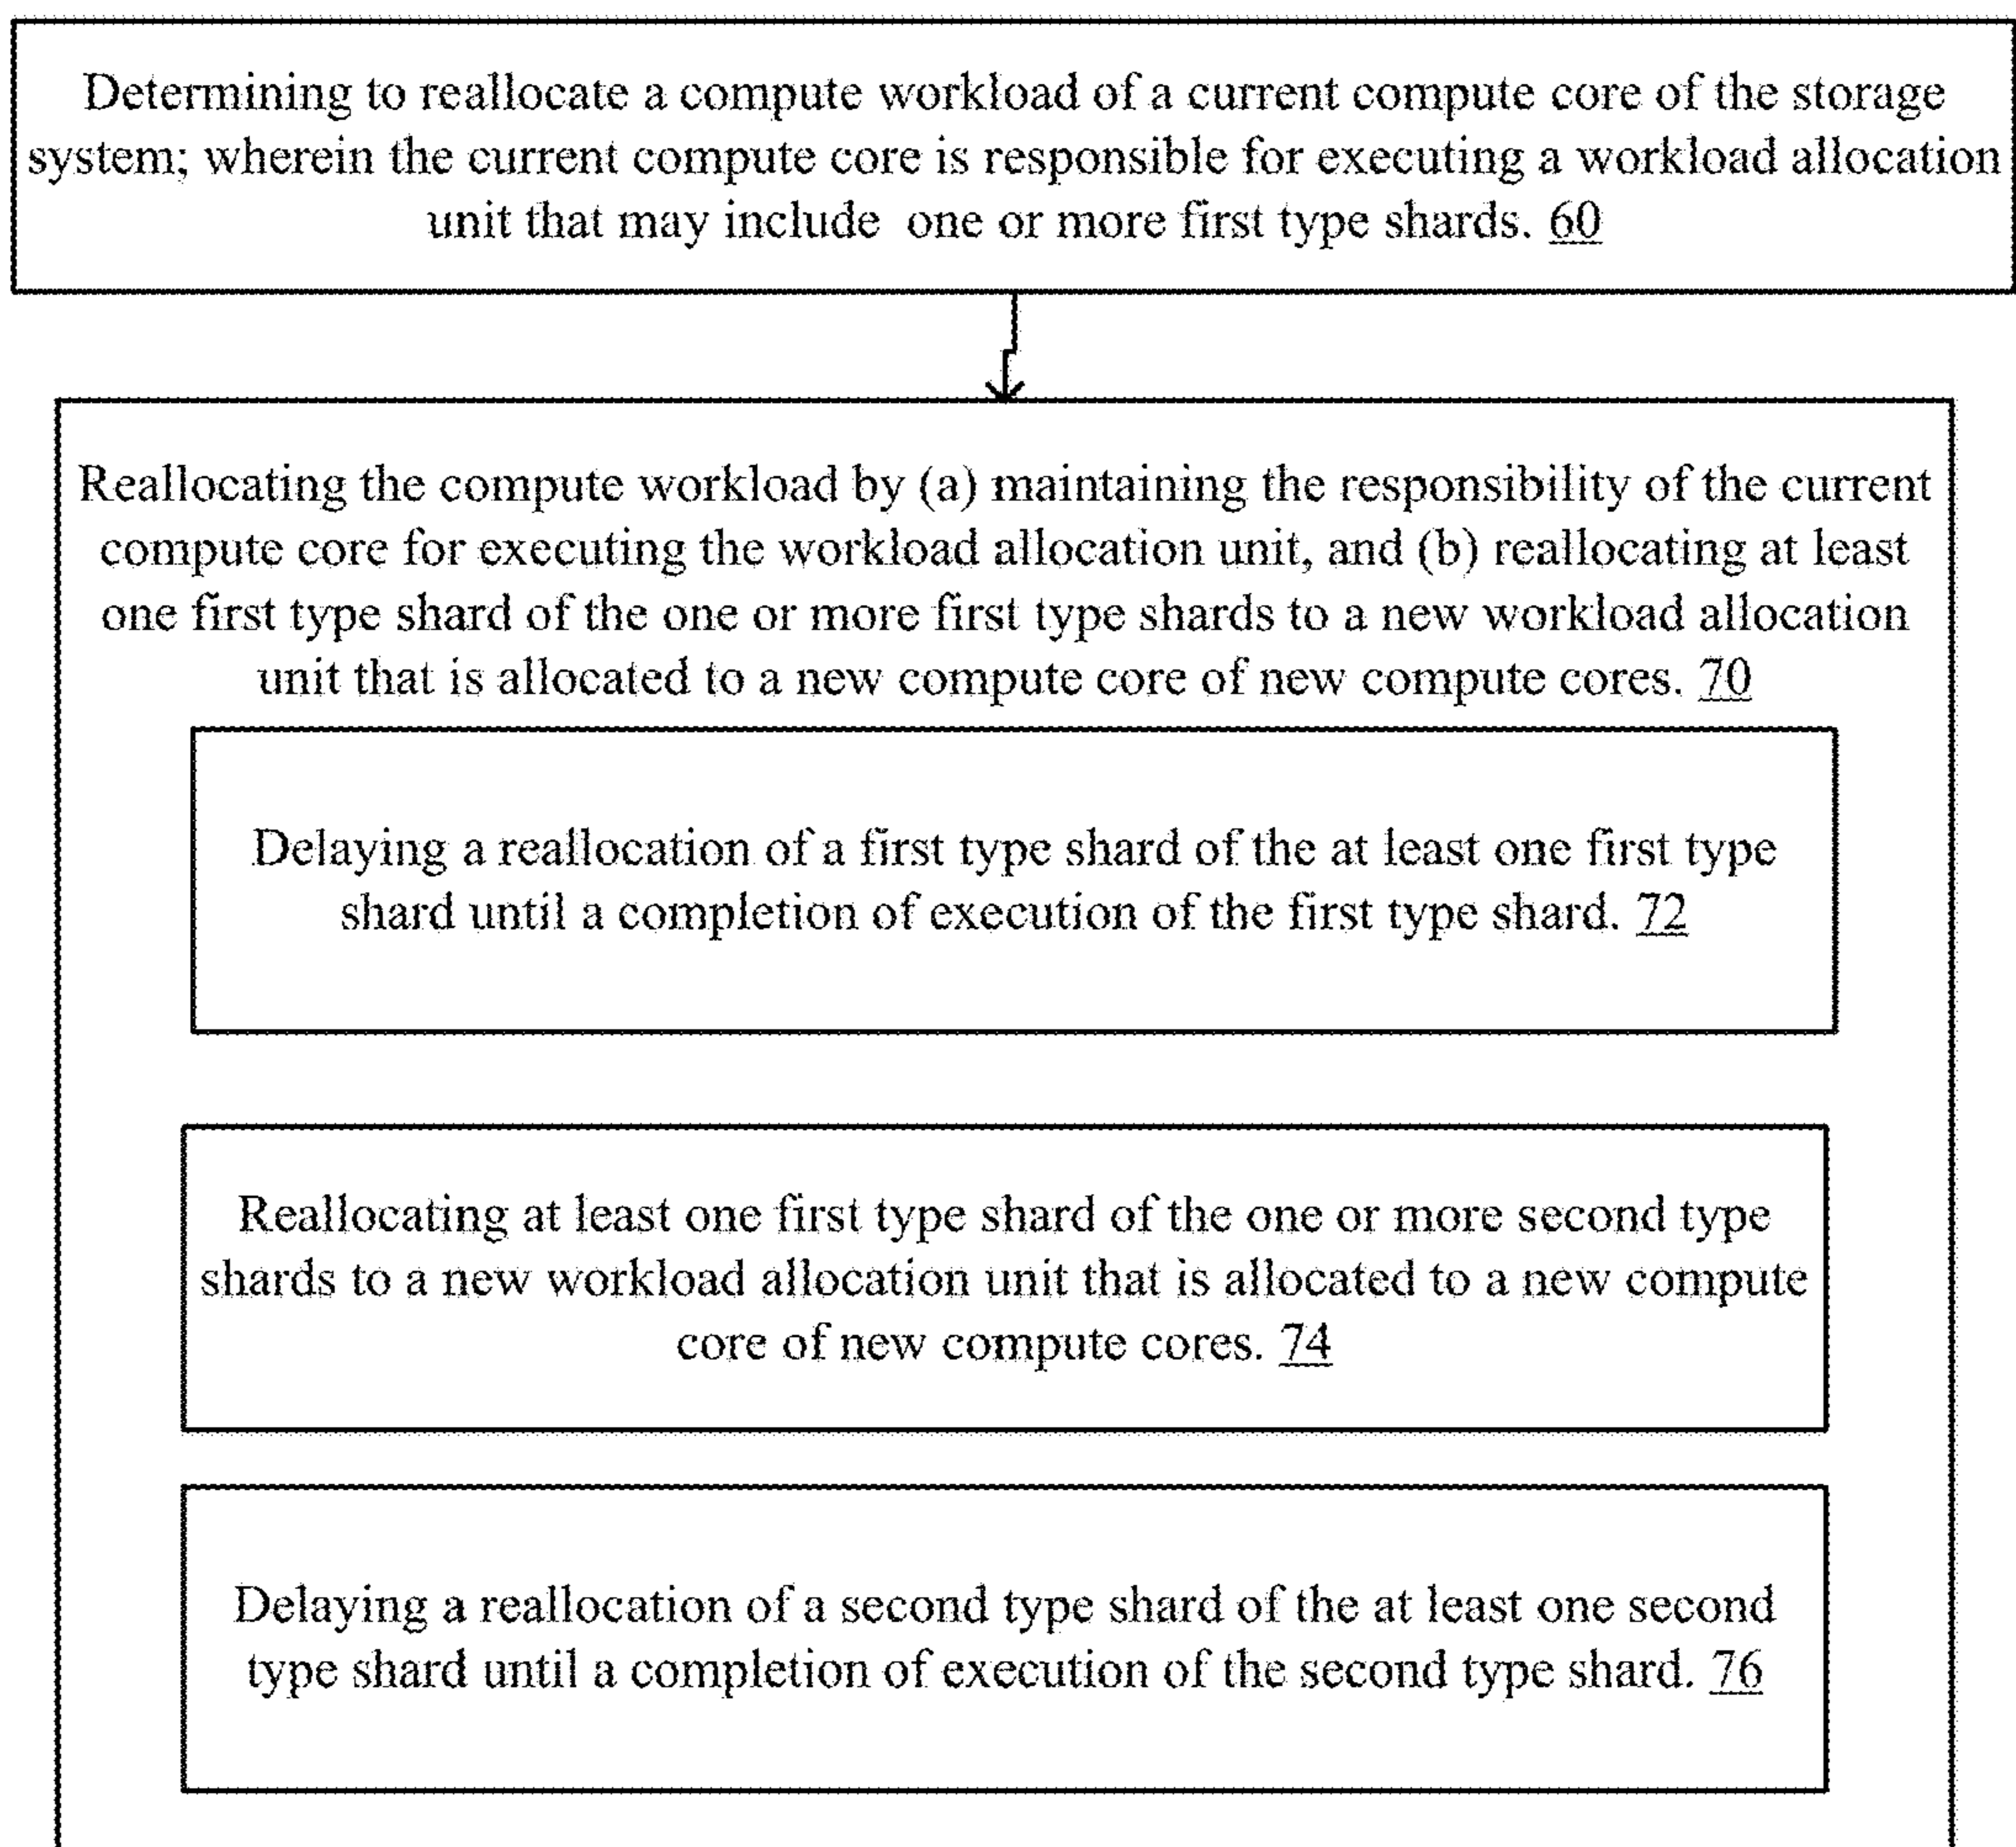 Determining to reallocate a compute workload of a current compute core of the storage
system; wherein the current compute core is responsible for executing a workload allocation
unit that may include one or more first type shards. 60
Reallocating the compute workload by (a) maintaining the responsibility of the current
compute core for executing the workload allocation unit, and (b) reallocating at least
one first type shard of the one or more first type shards to a new workload allocation
unit that is allocated to a new compute core of new compute cores. 70
Delaying a reallocation of a first type shard of the at least one first type
shard until a completion of execution of the first type shard. 72
Reallocating at least one first type shard of the one or more second type
shards to a new workload allocation unit that is allocated to a new compute
core of new compute cores. 74
Delaying a reallocation of a second type shard of the at least one second
type shard until a completion of execution of the second type shard. 76